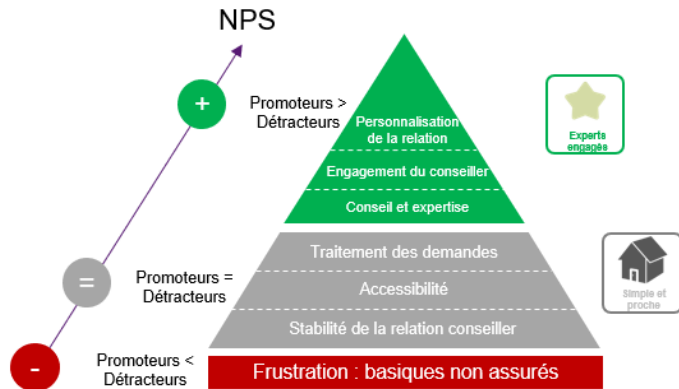 NPS
+
Promoteurs >
Détracteurs
Personnalisation
de la relation
Engagement du conseiller
Conseil et expertise
Experts
engagés
=
Promoteurs =
Détracteurs
Traitement des demandes
Accessibilité
Stabilité de la relation conseiller
Simple et
proche
-
Promoteurs <
Détracteurs
Frustration : basiques non assurés